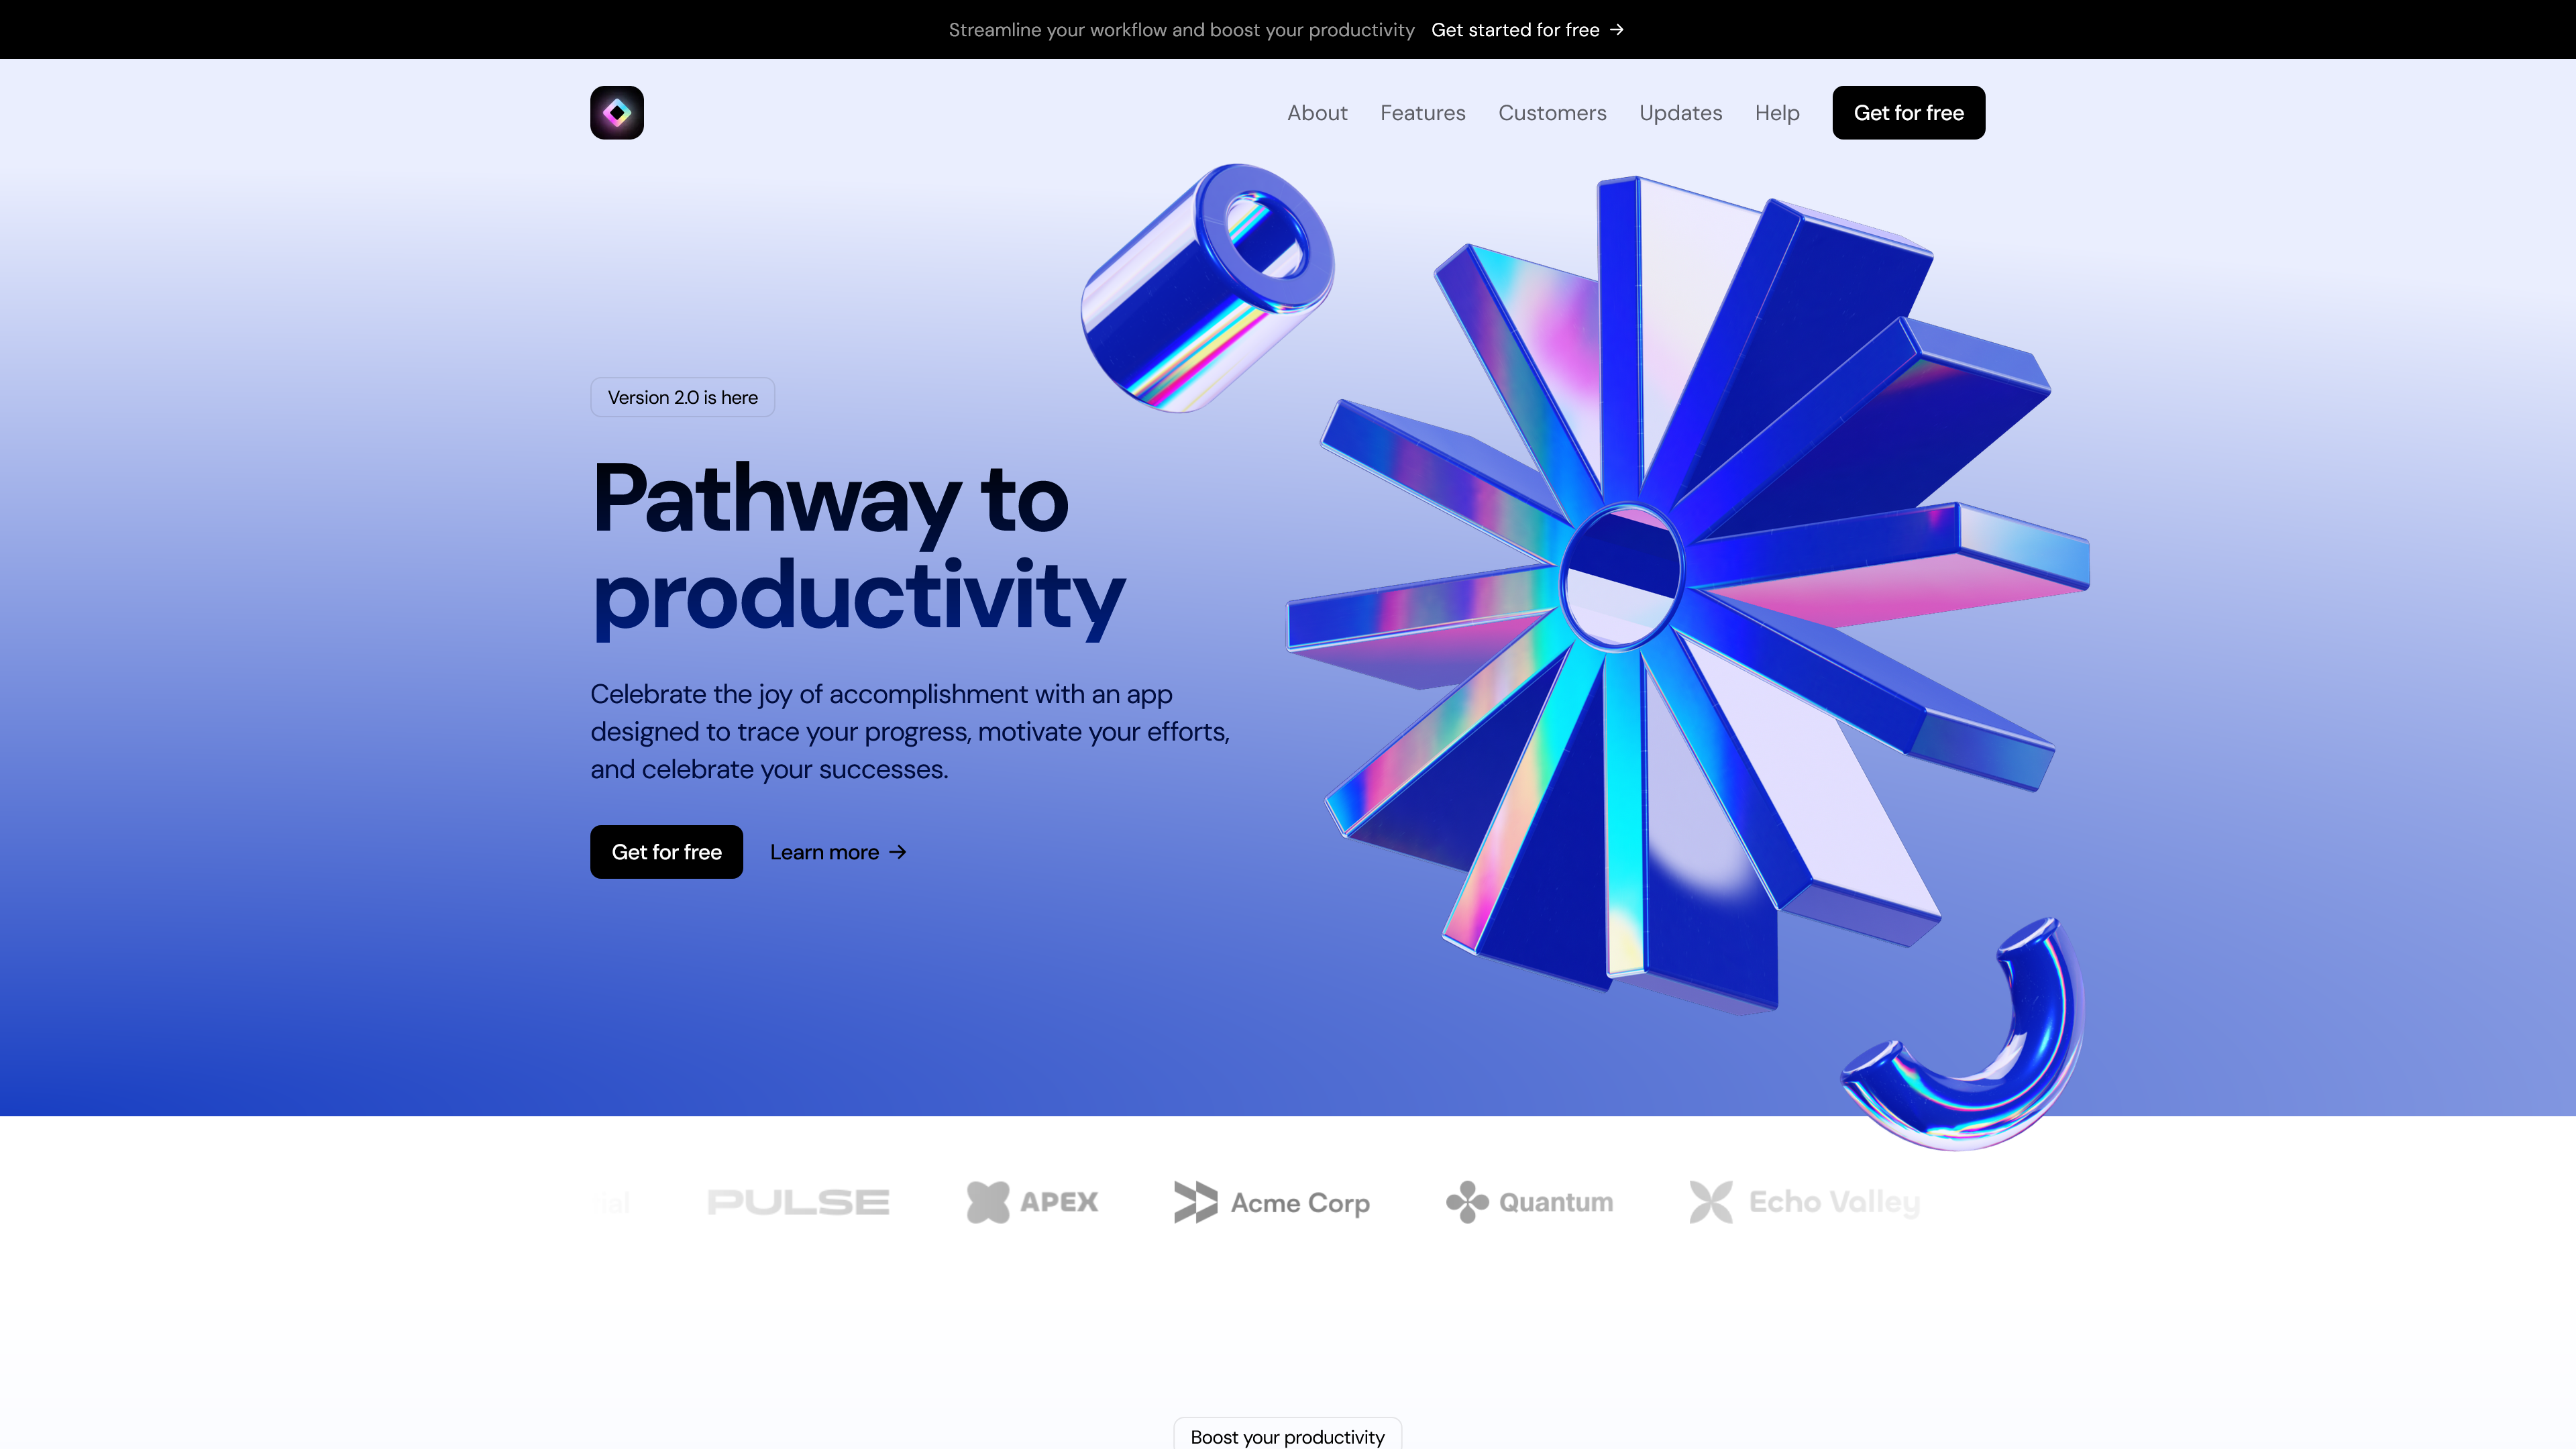 Streamline your workflow and boost your productivity Get started for free →
About Features Customers Updates Help Get for free
Version 2.0 is here
Pathway to
productivity
Celebrate the joy of accomplishment with an app
designed to trace your progress, motivate your efforts,
and celebrate your successes.
Get for free Learn more →
PULSE APEX Acme Corp Quantum Echo Valley
Boost your productivity